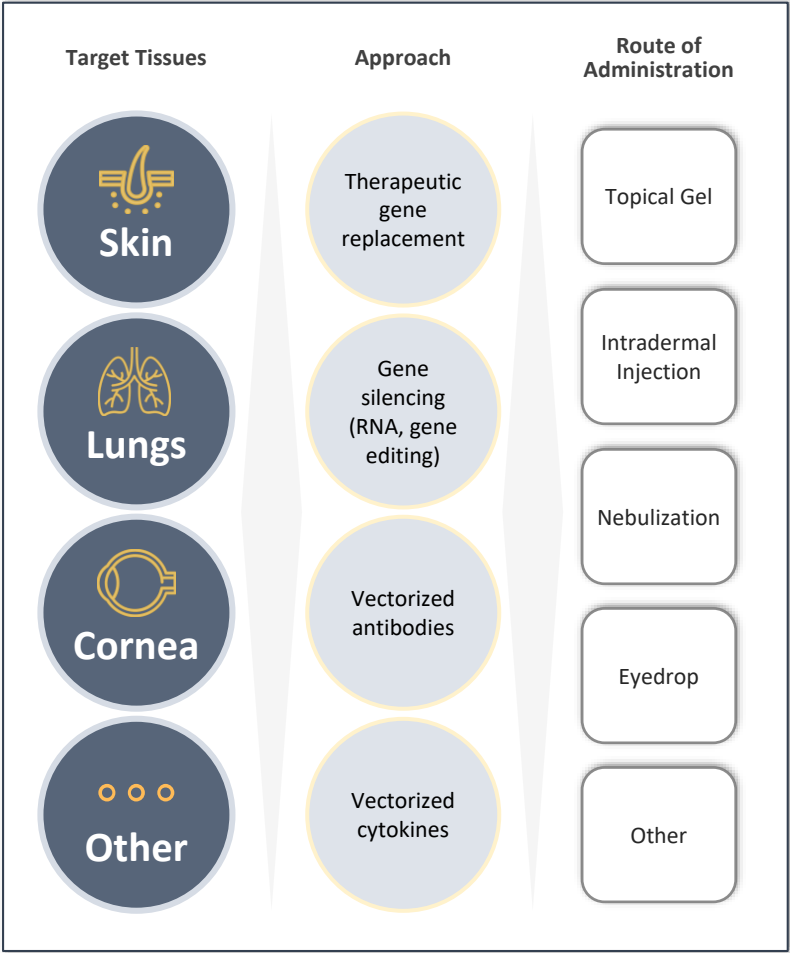 Target Tissues
Approach
Route of
Administration
Skin
Lungs
Cornea
Other
Therapeutic
gene
replacement
Gene
silencing
(RNA, gene
editing)
Vectorized
antibodies
Vectorized
cytokines
Topical Gel
Intradermal
Injection
Nebulization
Eyedrop
Other